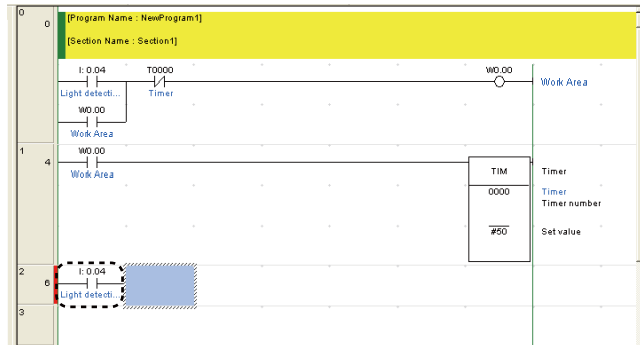 0
0
[Program Name : NewProgram1]
[Section Name : Section1]
I: 0.04 T0000 W0.00
Light detecti... Timer Work Area
W0.00
Work Area
1
4
W0.00
Work Area
TIM Timer
0000 Timer
Timer number
#50 Set value
2
6
I: 0.04
Light detecti...
3